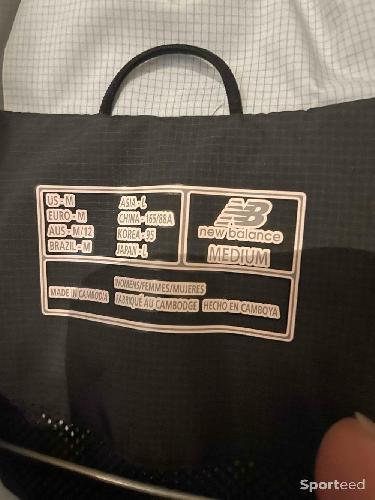 US - M
EURO - M
AUS - M/12
BRAZIL - M
ASIA - L
CHINA - 165/88A
KOREA - 95
JAPAN - L
NB
new balance
MEDIUM
WOMENS/FEMMES/MUJERES
MADE IN CAMBODIA
FABRIQUÉ AU CAMBODGE
HECHO EN CAMBOYA
Sporteed